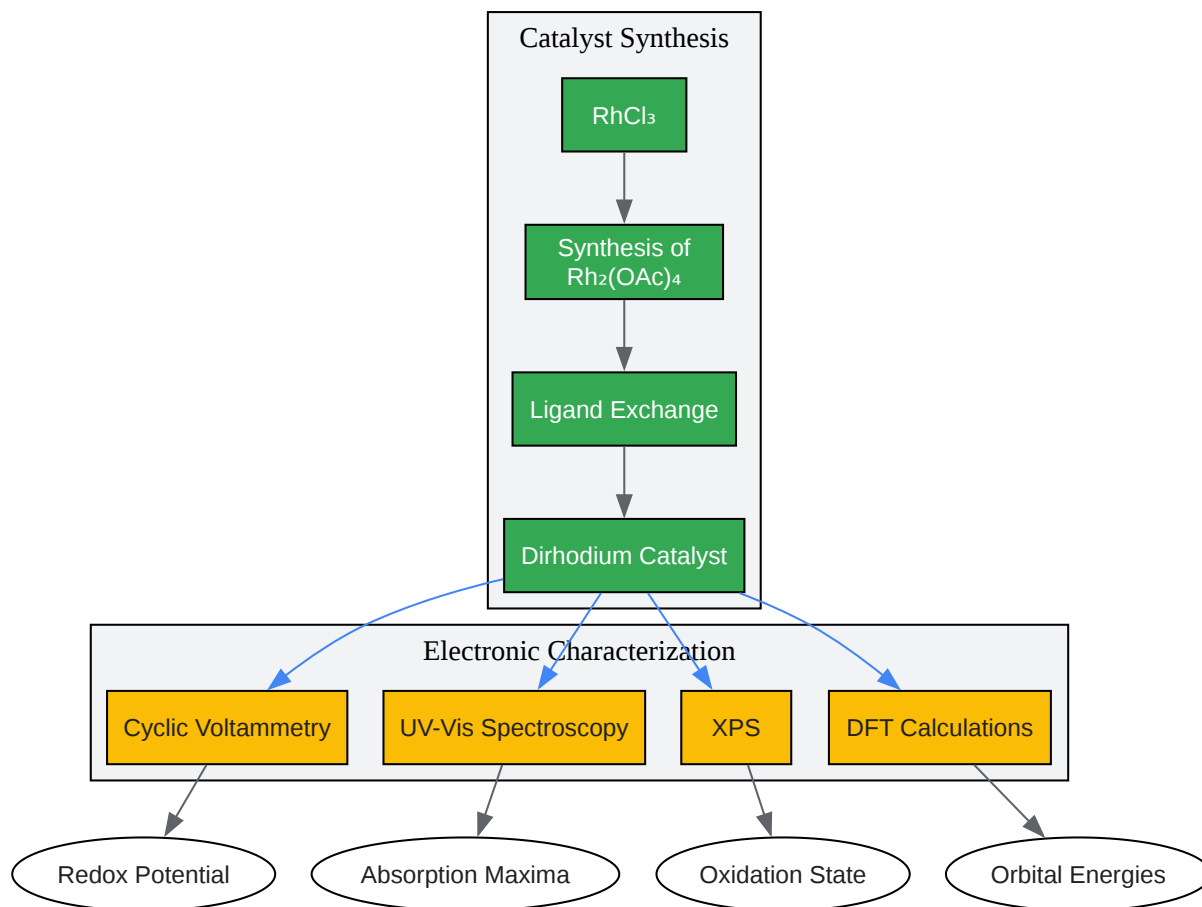 Catalyst Synthesis
RhCl₃
Synthesis of
Rh₂(OAc)₄
Ligand Exchange
Dirhodium Catalyst
Electronic Characterization
Cyclic Voltammetry
UV-Vis Spectroscopy
XPS
DFT Calculations
Redox Potential
Absorption Maxima
Oxidation State
Orbital Energies